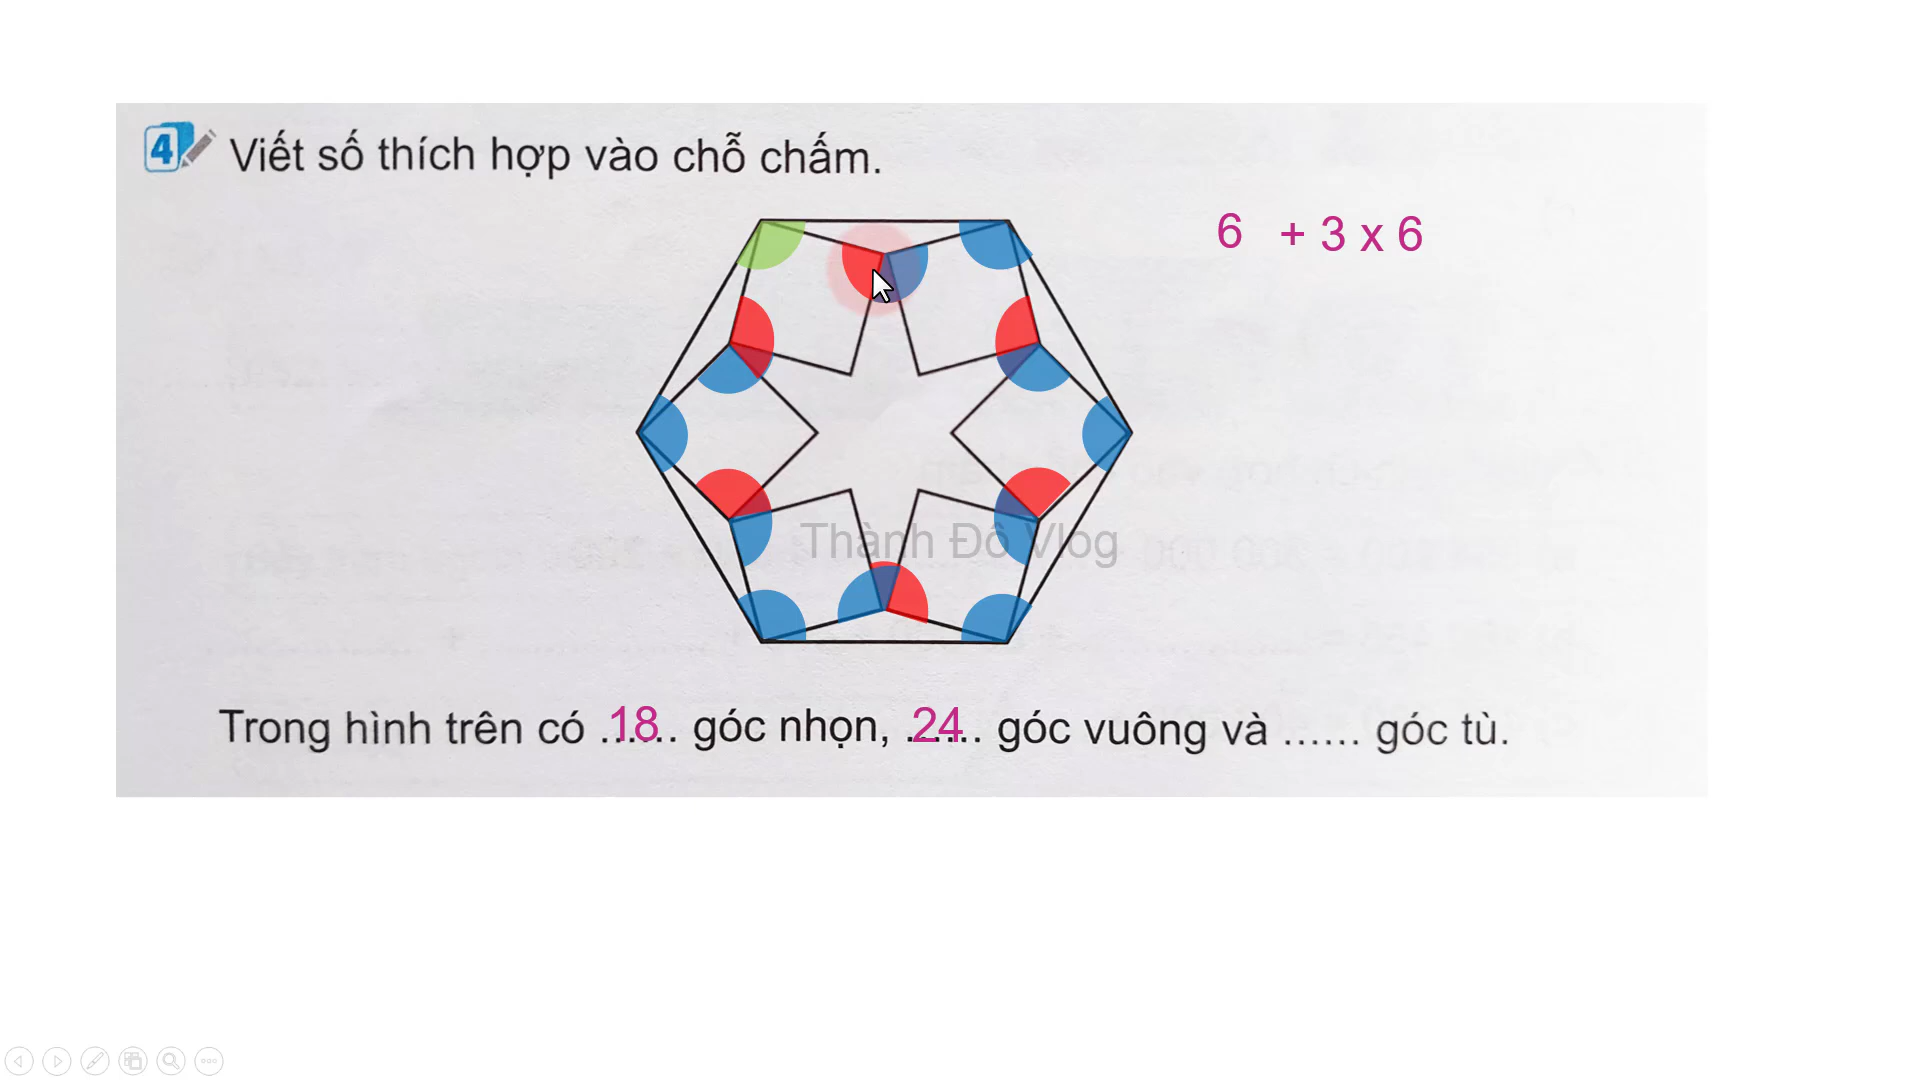 4 Viết số thích hợp vào chỗ chấm.
6 + 3 x 6
Thành Đô Vlog
Trong hình trên có ..18.. góc nhọn, ..24.. góc vuông và ...... góc tù.